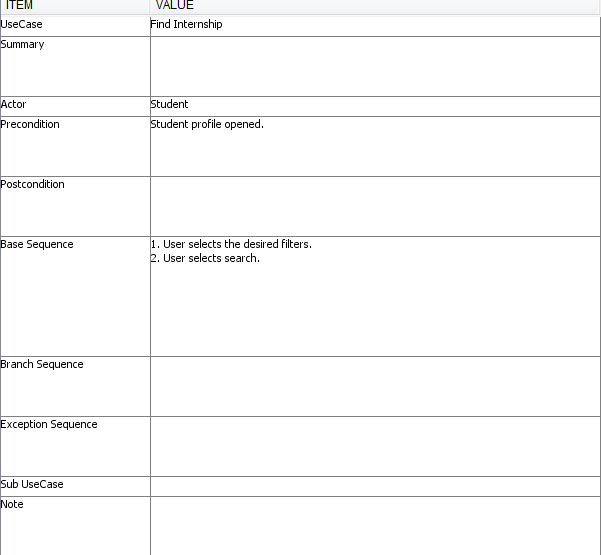 ITEM VALUE
UseCase Find Internship
Summary
Actor Student
Precondition Student profile opened.
Postcondition
Base Sequence 1. User selects the desired filters.
2. User selects search.
Branch Sequence
Exception Sequence
Sub UseCase
Note